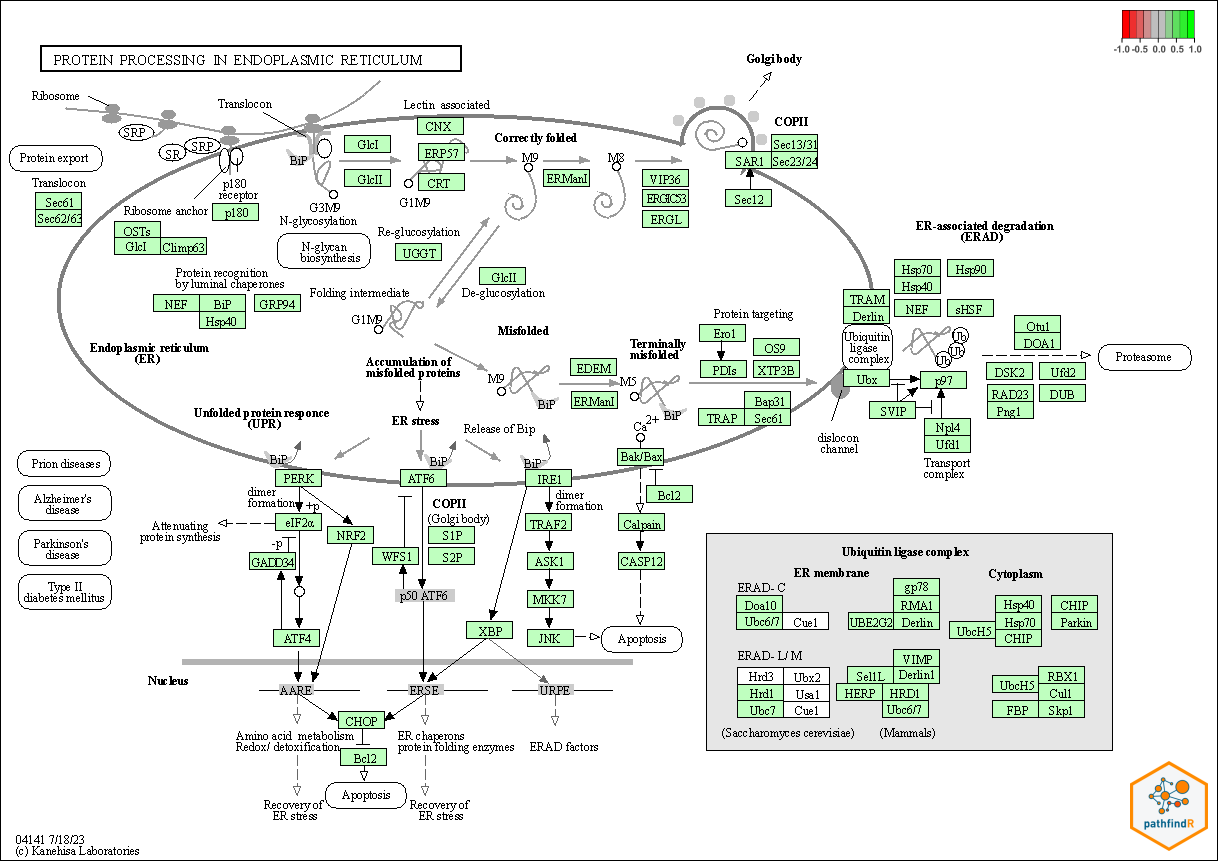 PROTEIN PROCESSING IN ENDOPLASMIC RETICULUM
-1.0 -0.5 0.0 0.5 1.0
Golgi body
Ribosome
Translocon
Lectin associated
SRP
SR
SRP
BiP
GlcI
GlcII
CNX
ERP57
CRT
G1M9
G3M9
N-glycosylation
Correctly folded
M9
M8
ERManI
VIP36
ERGIC53
ERGL
COPII
Sec13/31
SAR1
Sec23/24
Sec12
Protein export
Translocon
Sec61
Sec62/63
p180
receptor
p180
Ribosome anchor
OSTs
GlcI
Climp63
N-glycan
biosynthesis
Re-glucosylation
UGGT
GlcII
De-glucosylation
Protein recognition
by luminal chaperones
NEF
BiP
GRP94
Hsp40
Folding intermediate
G1M9
Endoplasmic reticulum
(ER)
Misfolded
Accumulation of
misfolded proteins
M9
BiP
EDEM
ERManI
Terminally
misfolded
M5
BiP
Protein targeting
Ero1
OS9
PDIs
XTP3B
Bap31
TRAP
Sec61
ER-associated degradation
(ERAD)
Hsp70
Hsp90
Hsp40
TRAM
Derlin
NEF
sHSF
Ubiquitin
ligase
complex
Ub
Ub
Ub
Otu1
DOA1
Proteasome
Ubx
p97
DSK2
Ufd2
RAD23
DUB
Png1
SVIP
Npl4
Ufd1
Transport
complex
dislocon
channel
Unfolded protein responce
(UPR)
ER stress
Release of Bip
Ca2+
BiP
BiP
BiP
PERK
ATF6
IRE1
Bak/Bax
Bcl2
Prion diseases
Alzheimer's
disease
Parkinson's
disease
Type II
diabetes mellitus
dimer
formation
+p
eIF2α
Attenuating
protein synthesis
-p
GADD34
NRF2
ATF4
COPII
(Golgi body)
S1P
S2P
WFS1
p50 ATF6
dimer
formation
TRAF2
ASK1
MKK7
JNK
XBP
Calpain
CASP12
Apoptosis
Nucleus
AARE
ERSE
URPE
CHOP
Bcl2
Apoptosis
Amino acid metabolism
Redox/ detoxification
ER chaperons
protein folding enzymes
ERAD factors
Recovery of
ER stress
Recovery of
ER stress
Ubiquitin ligase complex
ER membrane
Cytoplasm
ERAD- C
Doa10
Ubc6/7
Cue1
gp78
RMA1
UBE2G2
Derlin
Hsp40
Hsp70
UbcH5
CHIP
CHIP
Parkin
ERAD- L/ M
Hrd3
Ubx2
Hrd1
Usa1
Ubc7
Cue1
VIMP
Sel1L
Derlin1
HERP
HRD1
Ubc6/7
RBX1
UbcH5
Cul1
FBP
Skp1
(Saccharomyces cerevisiae)
(Mammals)
04141 7/18/23
(c) Kanehisa Laboratories
pathfindR